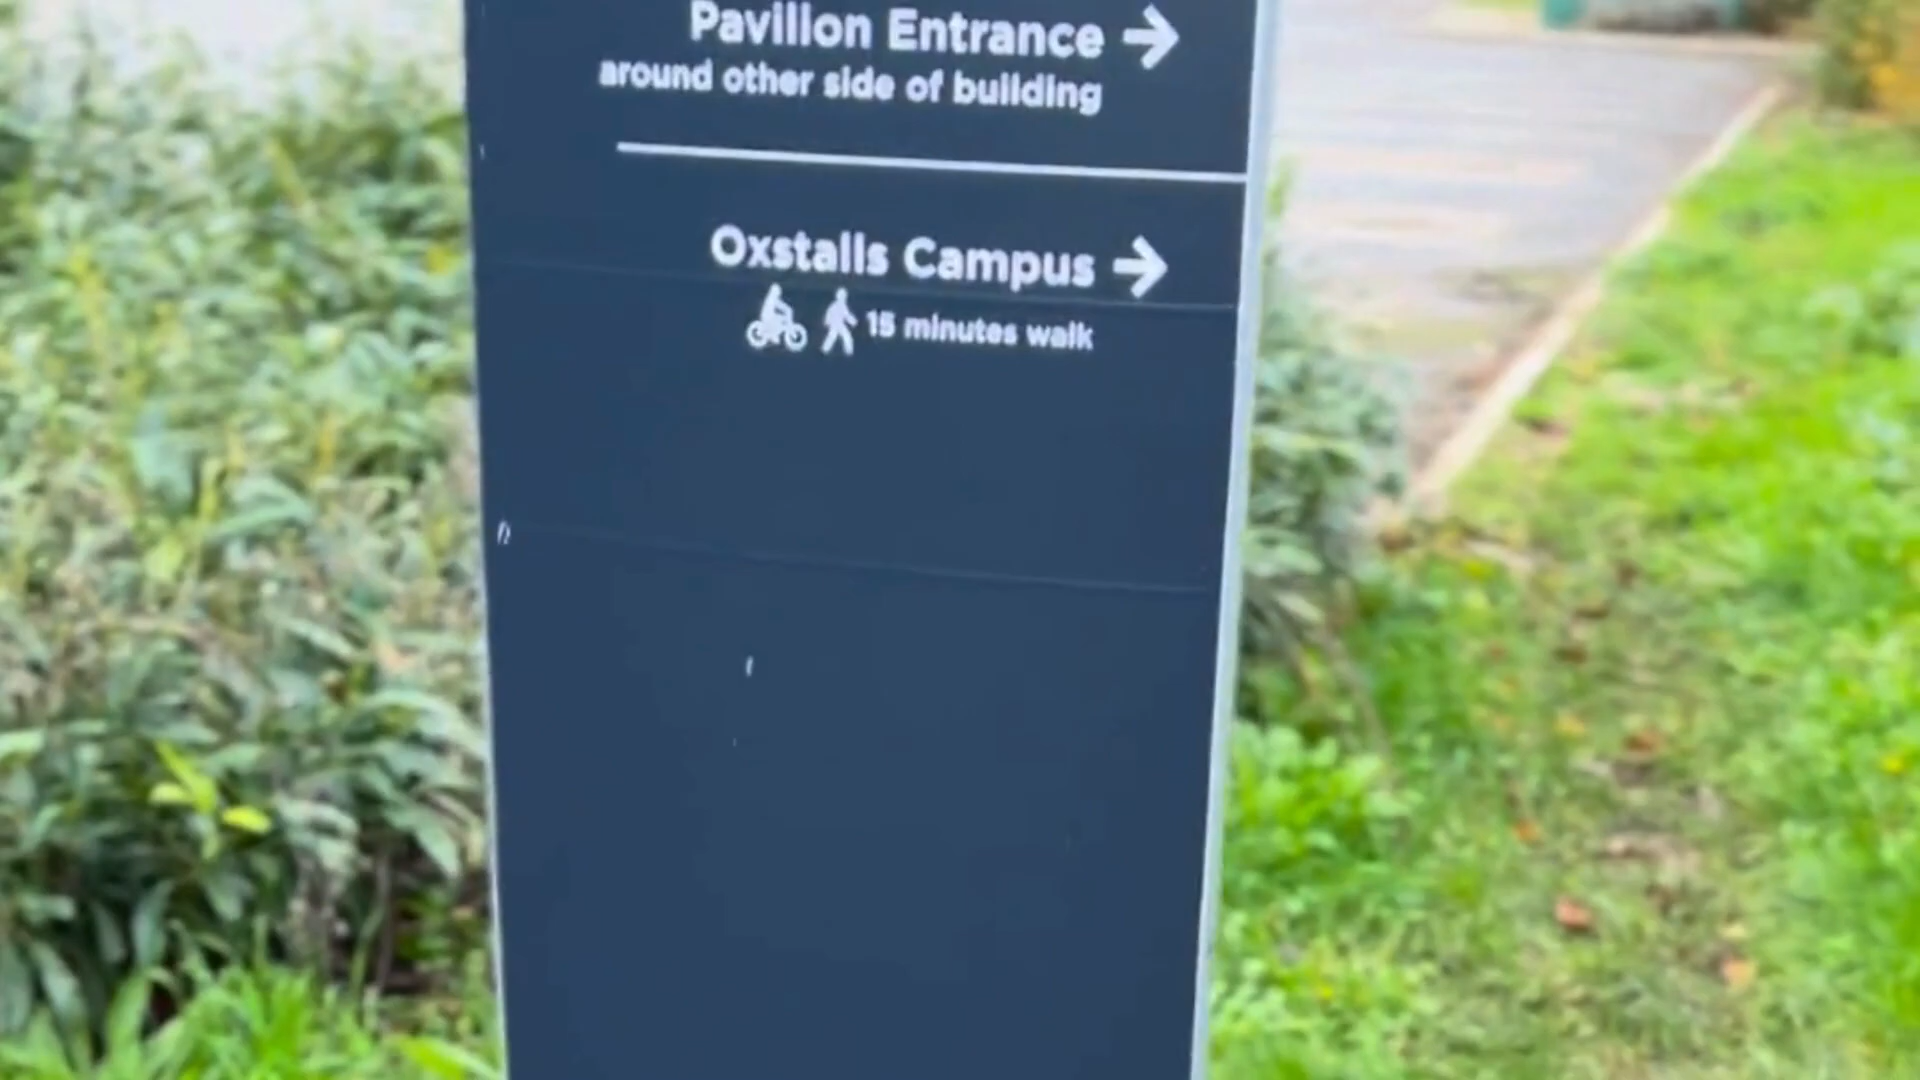 Pavilion Entrance →
around other side of building
Oxstalls Campus →
15 minutes walk